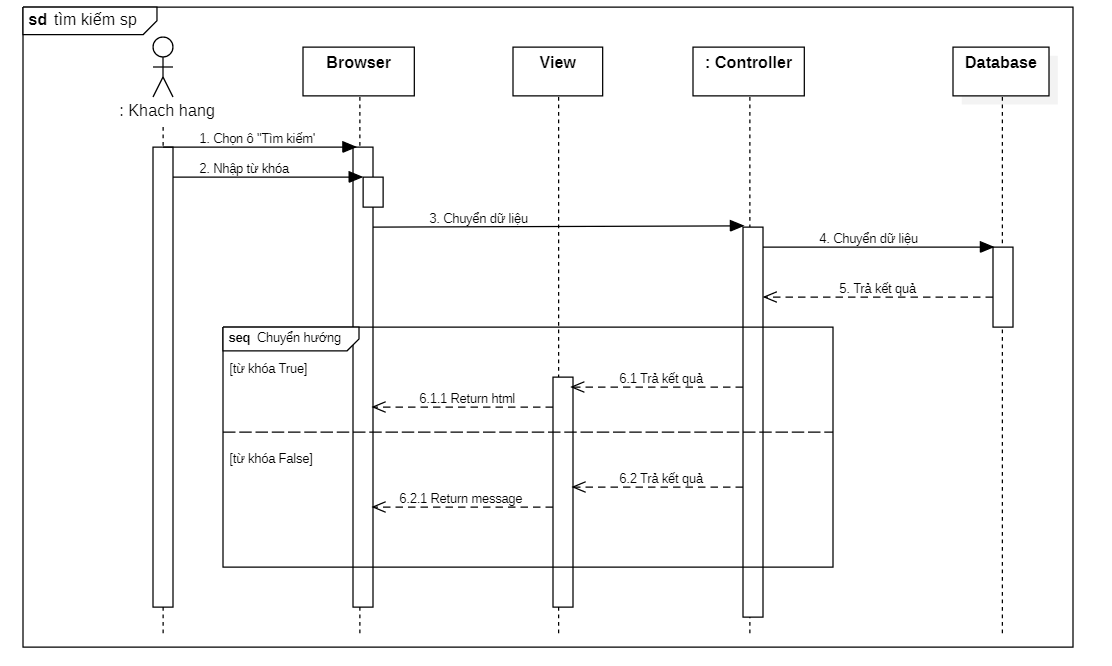 sd tìm kiếm sp
: Khach hang
Browser
View
: Controller
Database
1. Chọn ô "Tìm kiếm'
2. Nhập từ khóa
3. Chuyển dữ liệu
4. Chuyển dữ liệu
5. Trả kết quả
seq Chuyển hướng
[từ khóa True]
6.1 Trả kết quả
6.1.1 Return html
[từ khóa False]
6.2 Trả kết quả
6.2.1 Return message